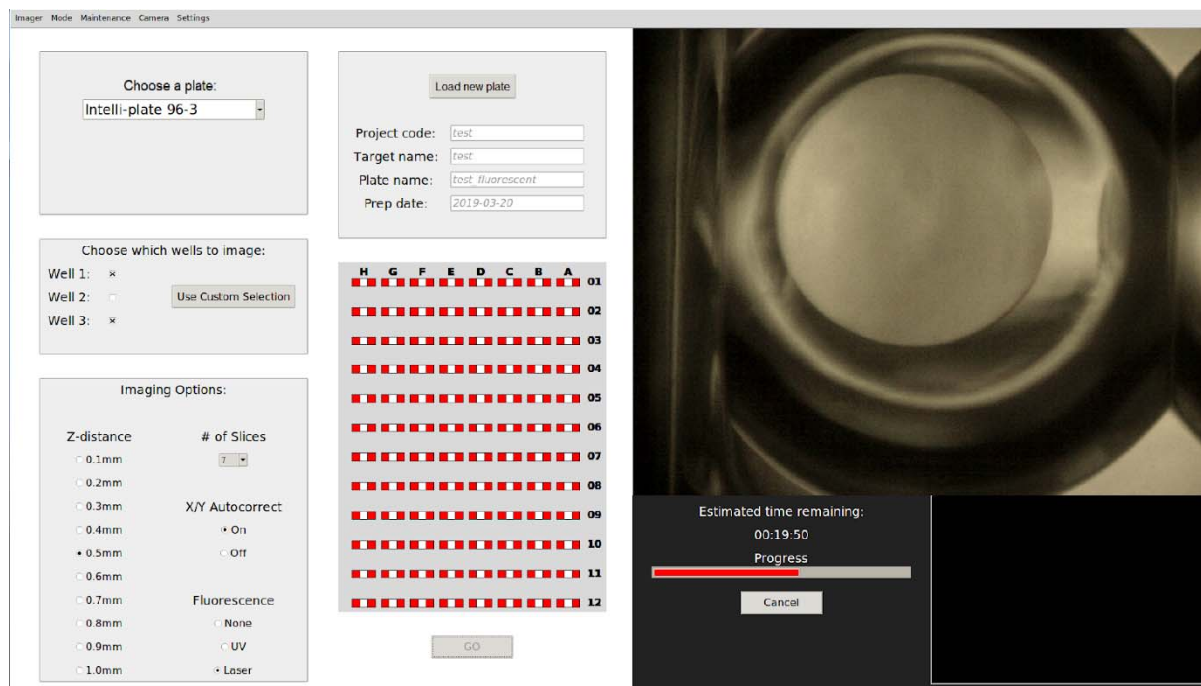 Imager Mode Maintenance Camera Settings
Choose a plate:
Intelli-plate 96-3
Load new plate
Project code: test
Target name: test
Plate name: test_fluorescent
Prep date: 2019-03-20
Choose which wells to image:
Well 1:
Well 2:
Use Custom Selection
Well 3:
H G F E D C B A
01
02
03
04
05
06
07
08
09
10
11
12
Imaging Options:
Z-distance
0.1mm
0.2mm
0.3mm
0.4mm
0.5mm
0.6mm
0.7mm
0.8mm
0.9mm
1.0mm
# of Slices
7
X/Y Autocorrect
On
Off
Fluorescence
None
UV
Laser
GO
Estimated time remaining:
00:19:50
Progress
Cancel